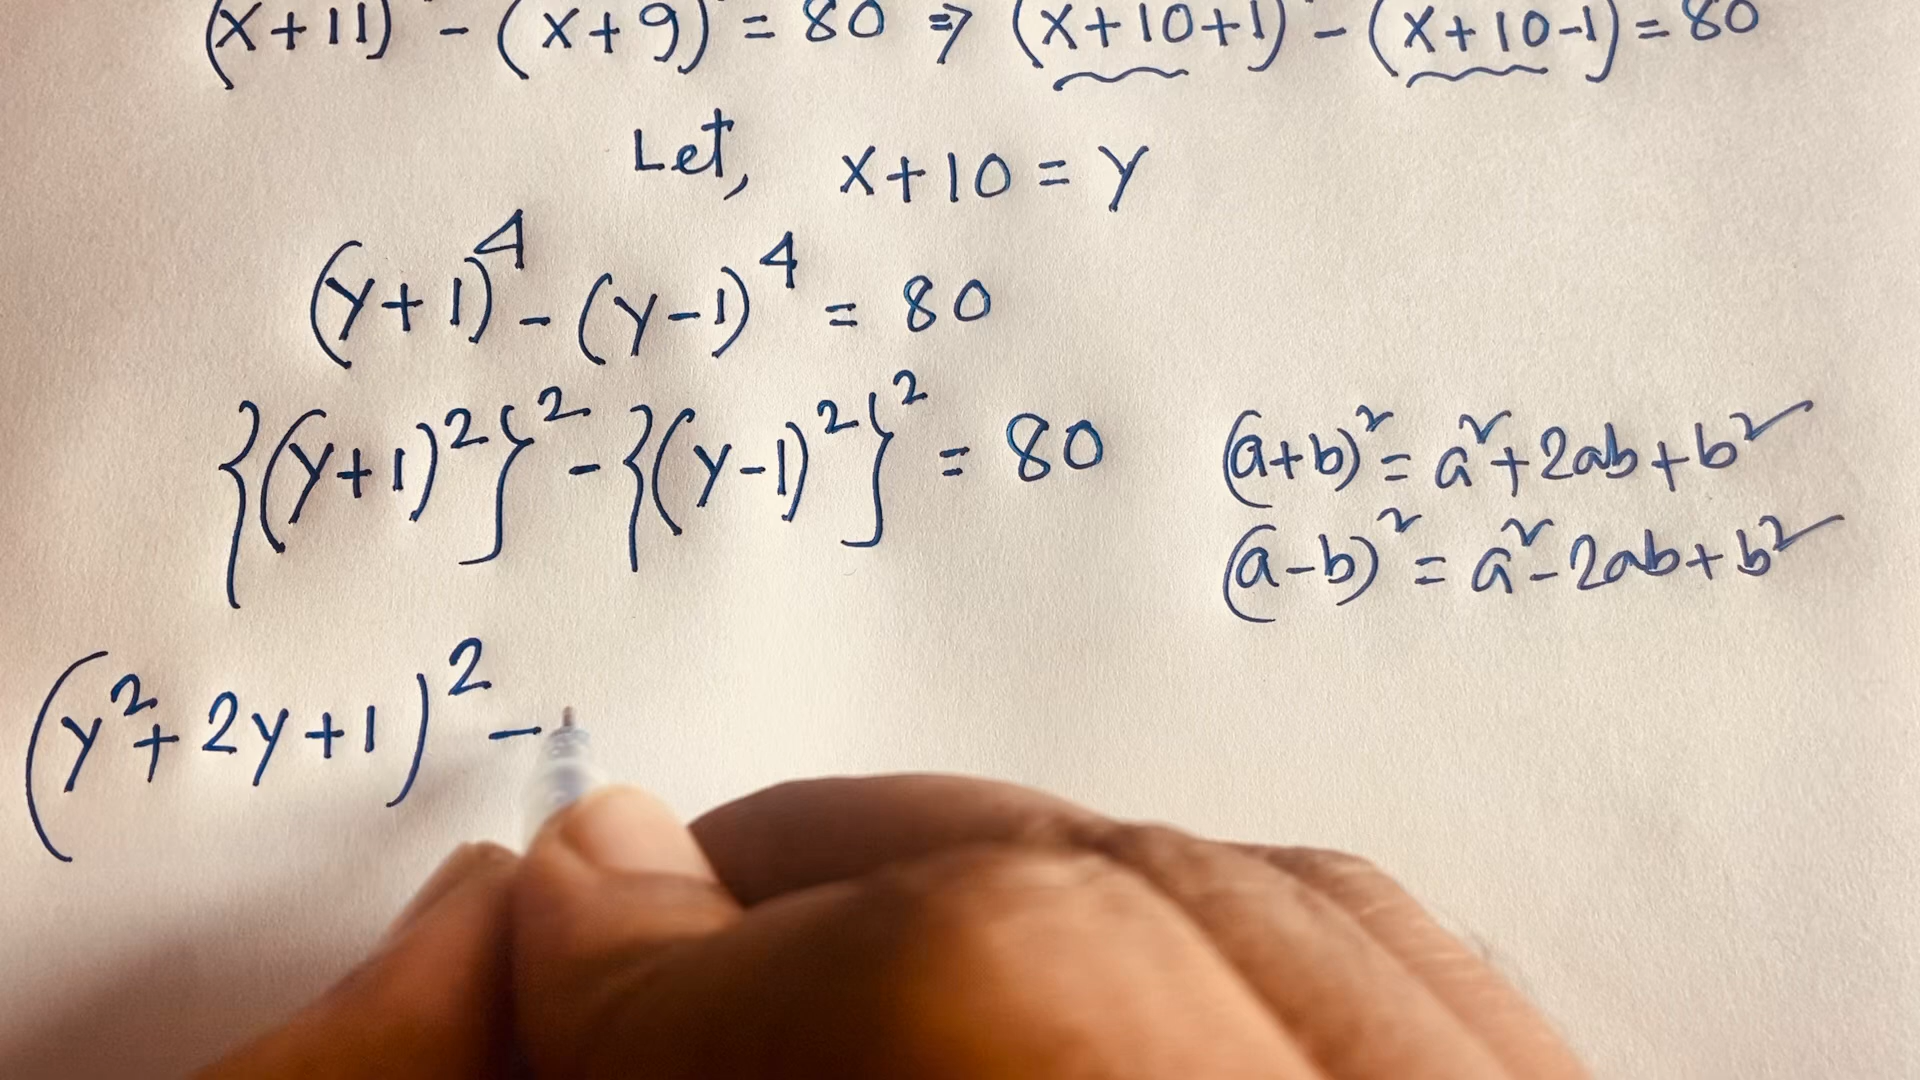 (x+11) - (x+9) = 80 ⇒ (x+10+1) - (x+10-1) = 80
Let, x+10 = y
(y+1)⁴ - (y-1)⁴ = 80
{(y+1)²}² - {(y-1)²}² = 80
(a+b)² = a² + 2ab + b²
(a-b)² = a² - 2ab + b²
(y² + 2y + 1)² -